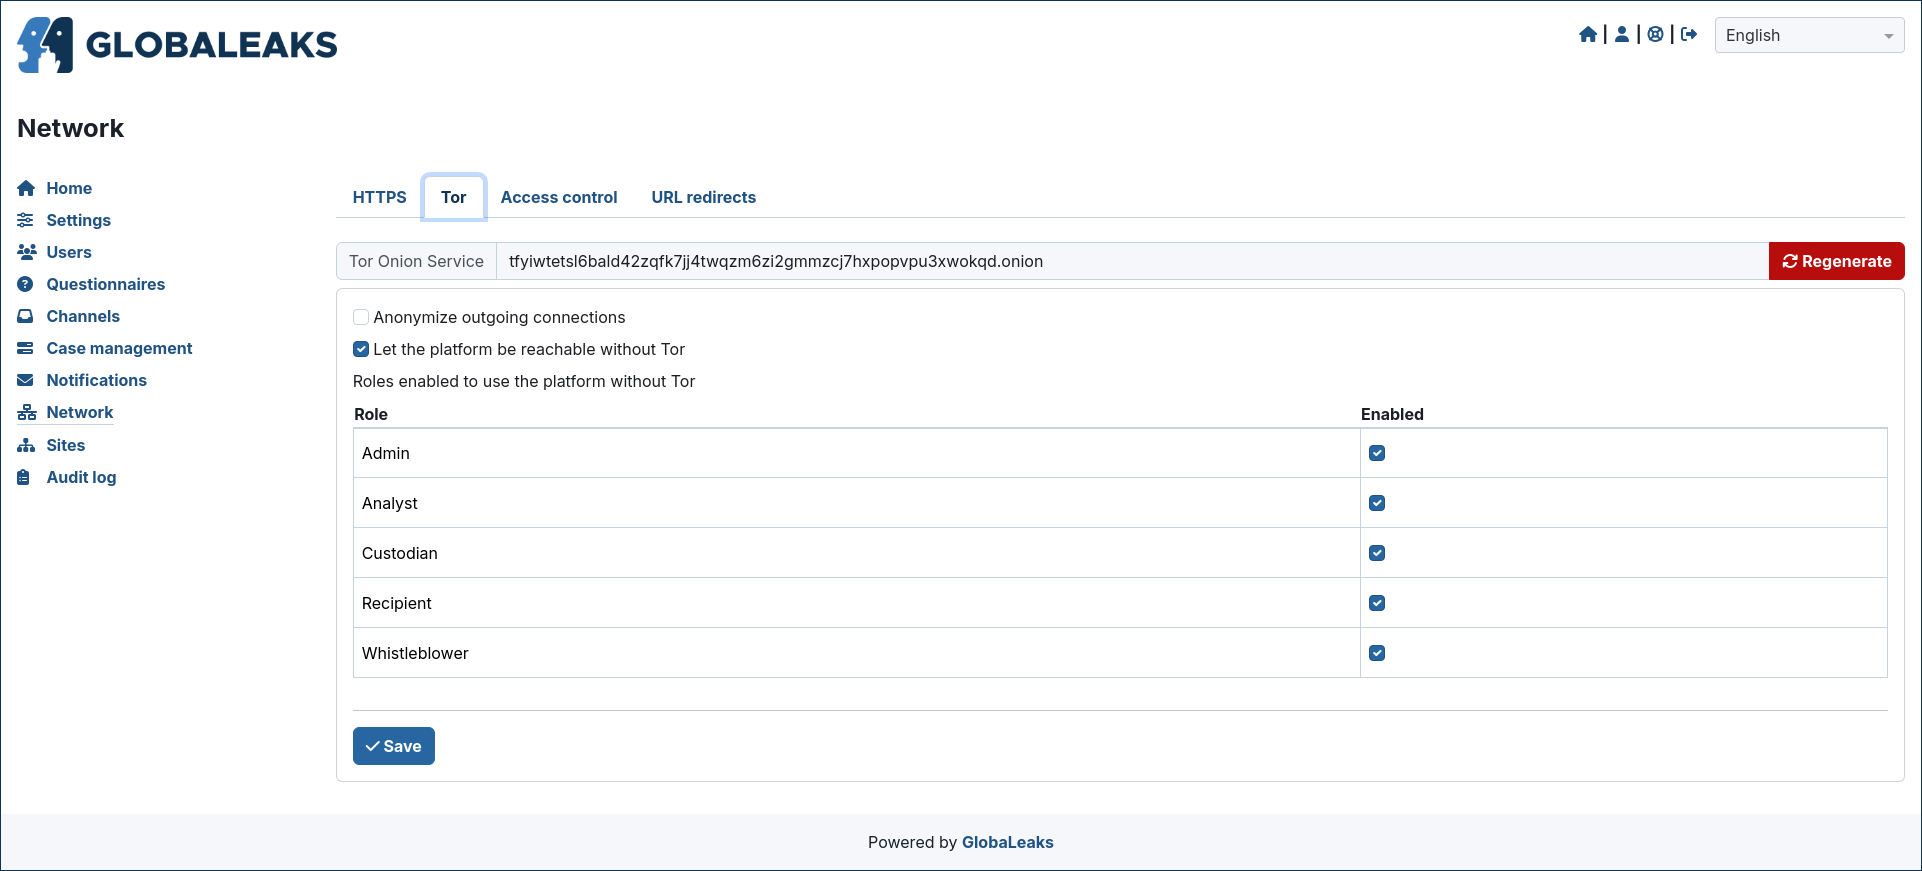 GLOBALEAKS
English
Network
Home
Settings
Users
Questionnaires
Channels
Case management
Notifications
Network
Sites
Audit log
HTTPS Tor Access control URL redirects
Tor Onion Service tfyiwtetsl6bald42zqfk7jj4twqzm6zi2gmmzcj7hxpopvpu3xwokqd.onion Regenerate
Anonymize outgoing connections
Let the platform be reachable without Tor
Roles enabled to use the platform without Tor
Role Enabled
Admin
Analyst
Custodian
Recipient
Whistleblower
Save
Powered by GlobaLeaks